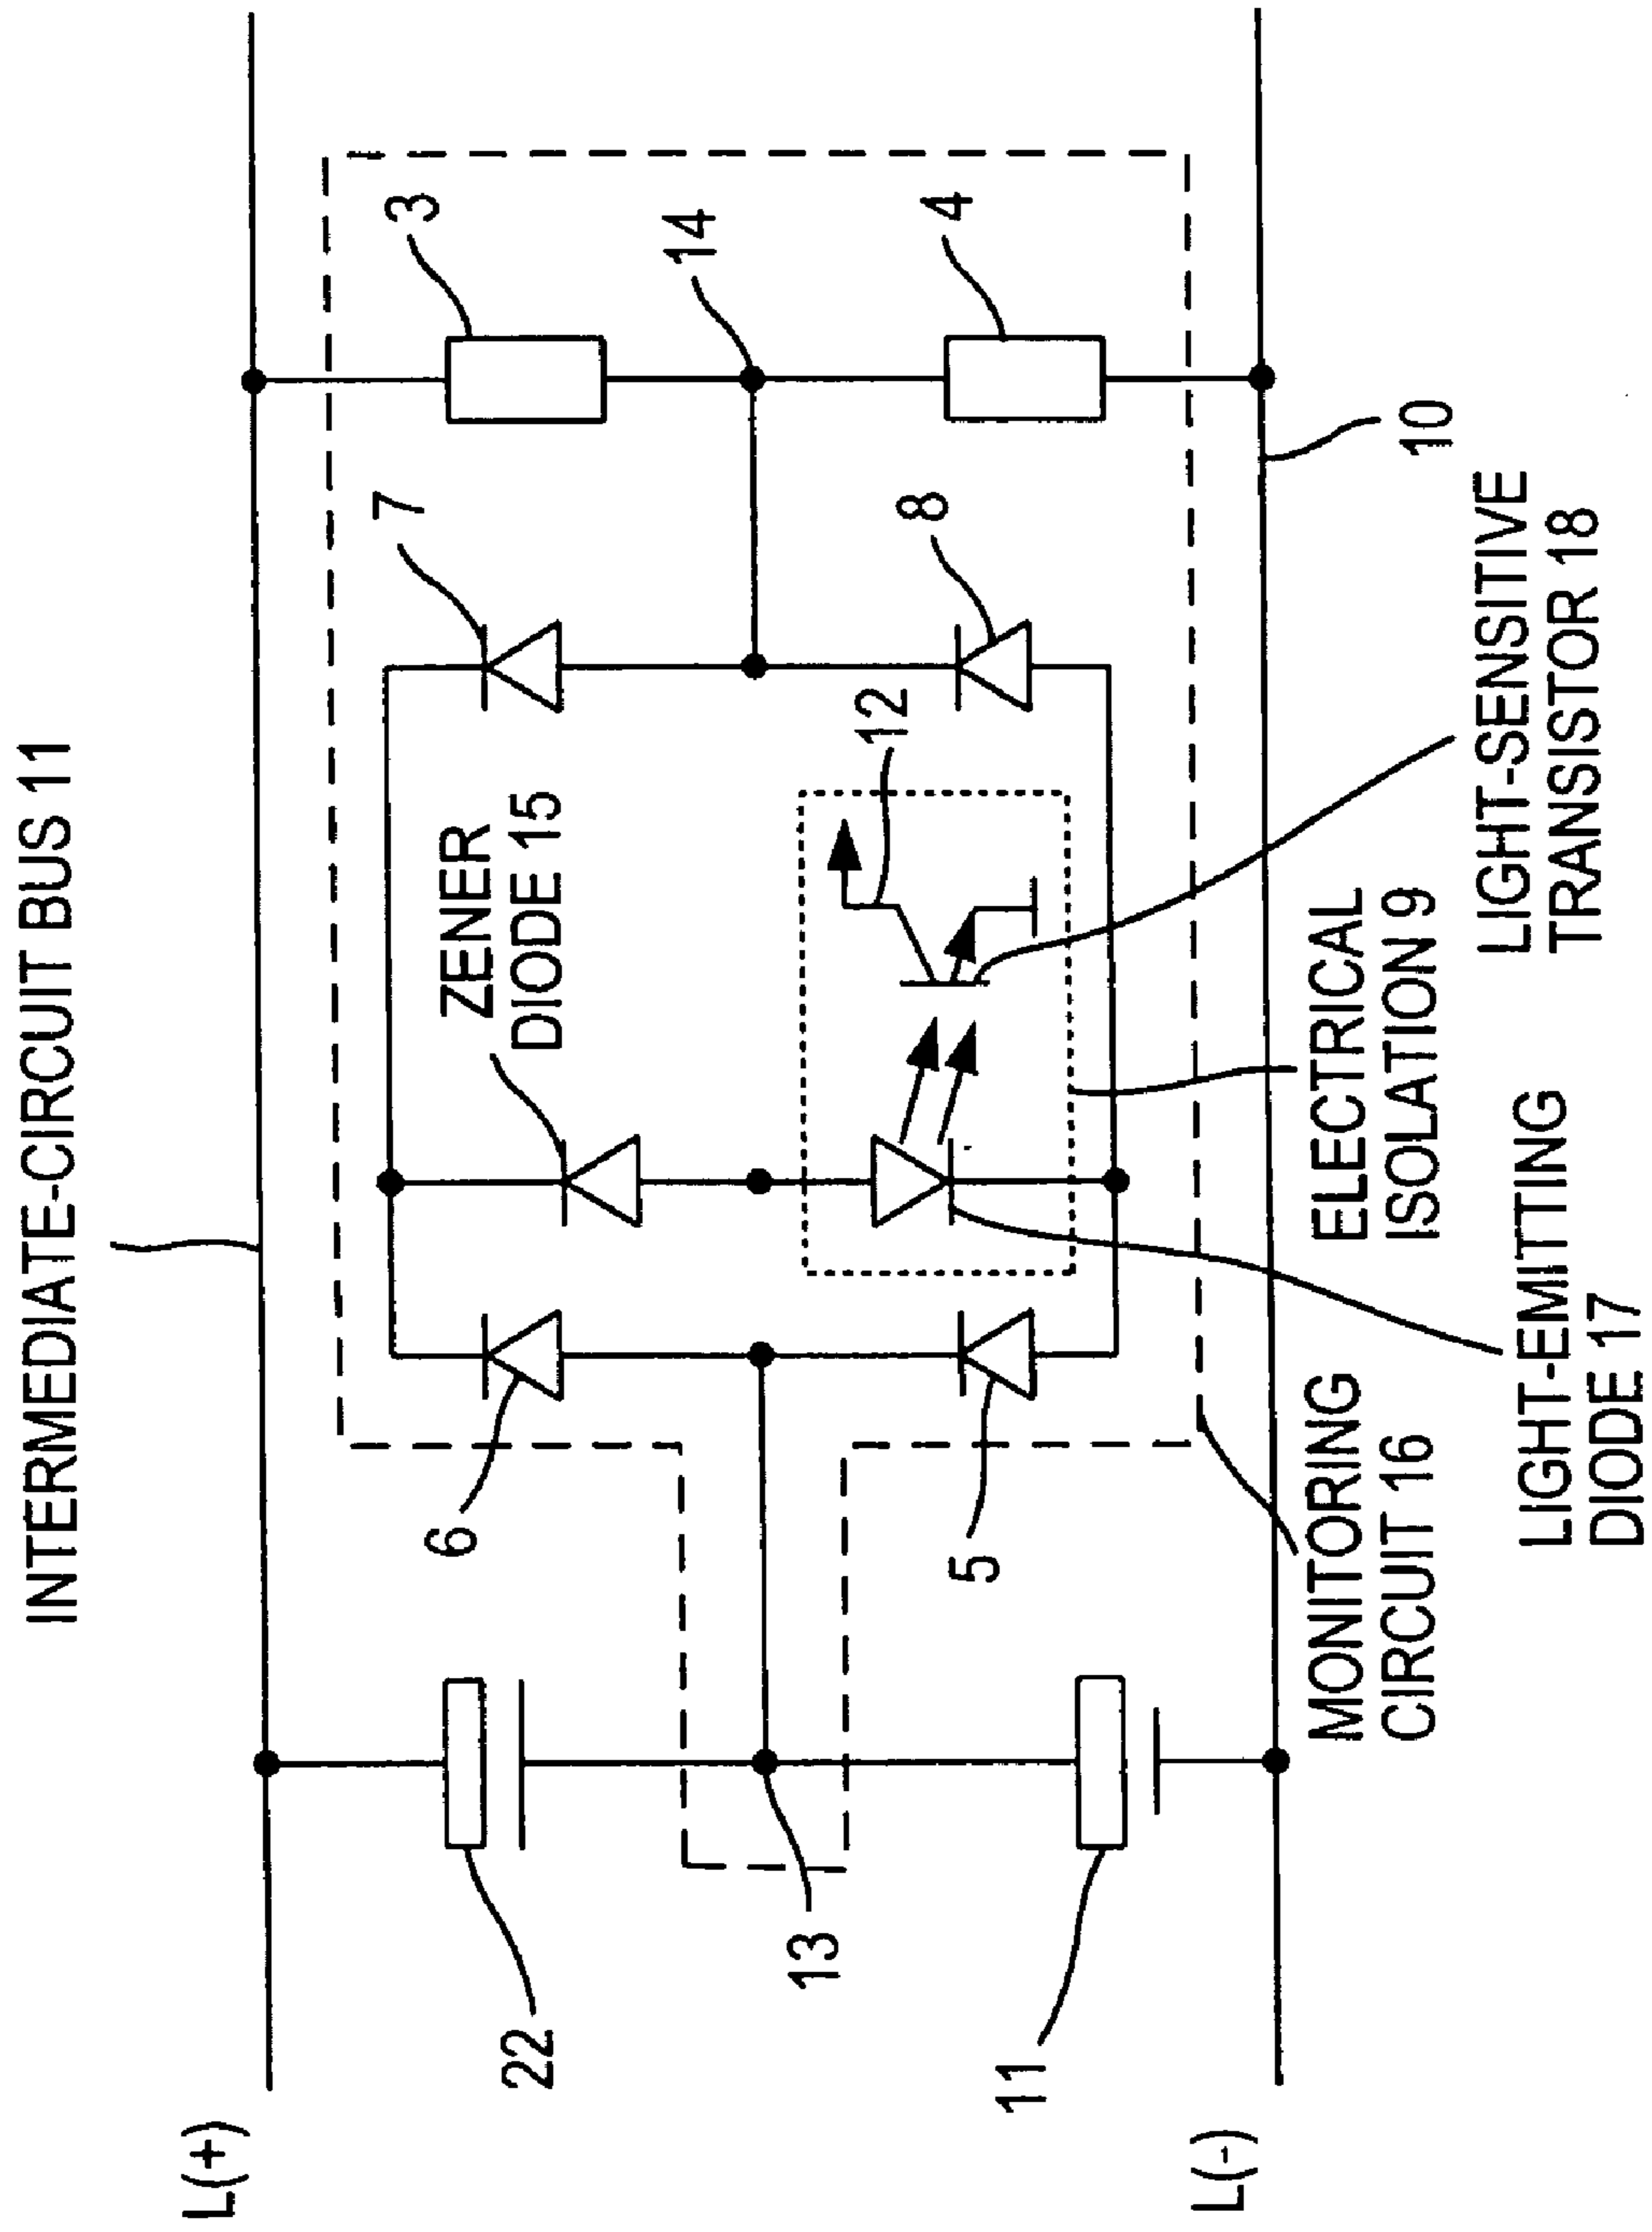 INTERMEDIATE-CIRCUIT BUS 11
L(+)
22
6
ZENER
DIODE 15
7
3
13
14
12
11
5
8
4
L(-)
10
MONITORING
CIRCUIT 16
ELECTRICAL
ISOLATION 9
LIGHT-SENSITIVE
TRANSISTOR 18
LIGHT-EMITTING
DIODE 17